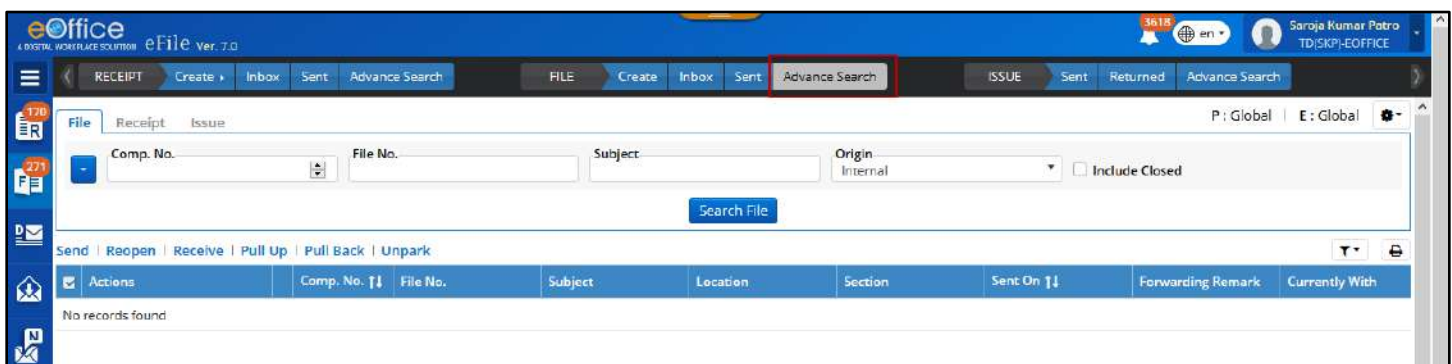 eOffice
A DIGITAL WORKPLACE SOLUTION eFile Ver. 7.0
3618 en Saroja Kumar Patro
TD(SKP)-EOFFICE
RECEIPT Create Inbox Sent Advance Search FILE Create Inbox Sent Advance Search ISSUE Sent Returned Advance Search
170
R
File Receipt Issue P : Global E : Global
Comp. No. File No. Subject Origin
271
F
- Internal Include Closed
Search File
D
Send Reopen Receive Pull Up Pull Back Unpark
Actions Comp. No. File No. Subject Location Section Sent On Forwarding Remark Currently With
No records found
N